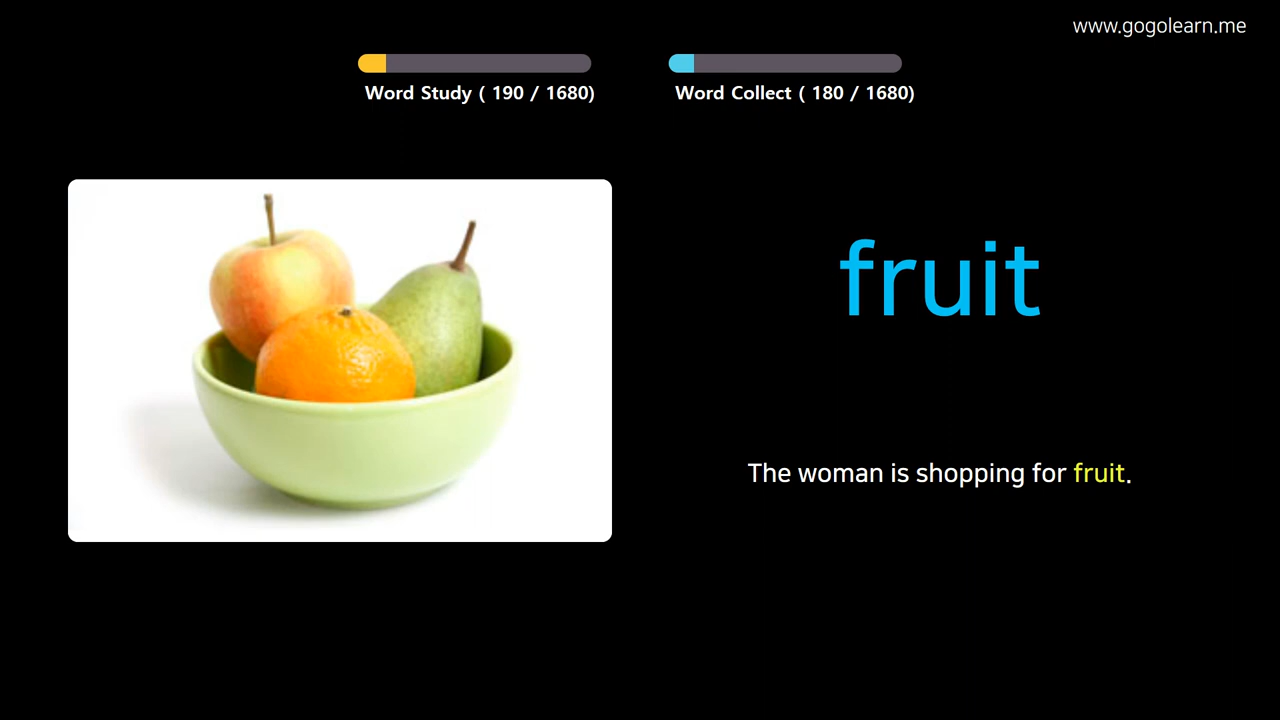 www.gogolearn.me
Word Study ( 190 / 1680)
Word Collect ( 180 / 1680)
fruit
The woman is shopping for fruit.